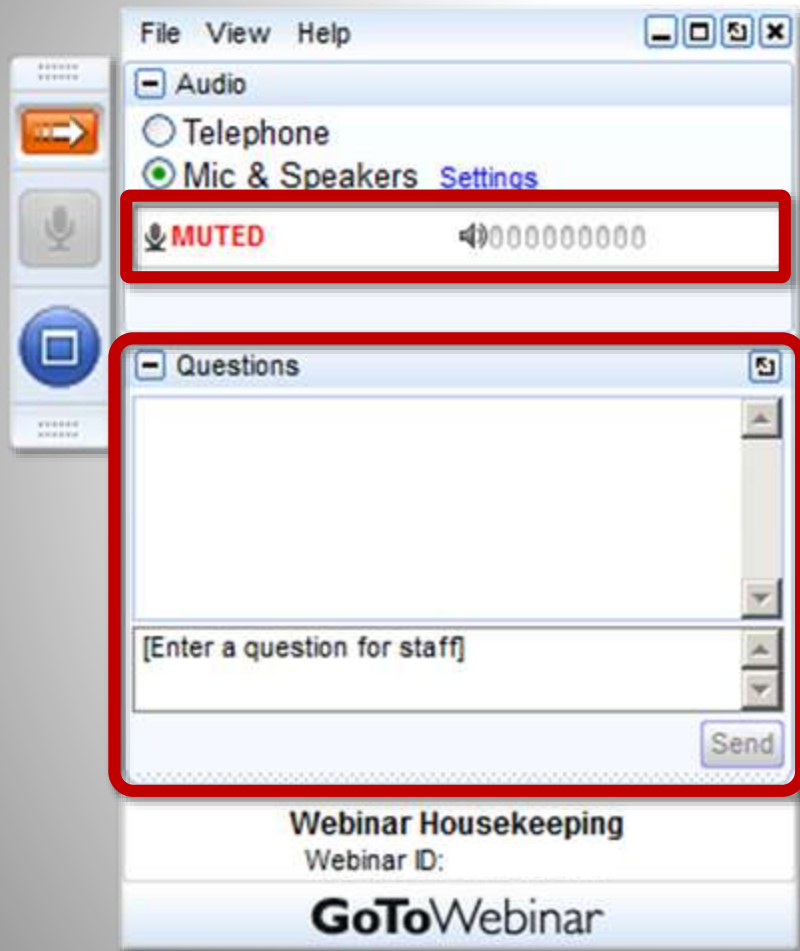 File View Help
Audio
Telephone
Mic & Speakers Settings
MUTED
Questions
[Enter a question for staff]
Send
Webinar Housekeeping
Webinar ID:
GoToWebinar